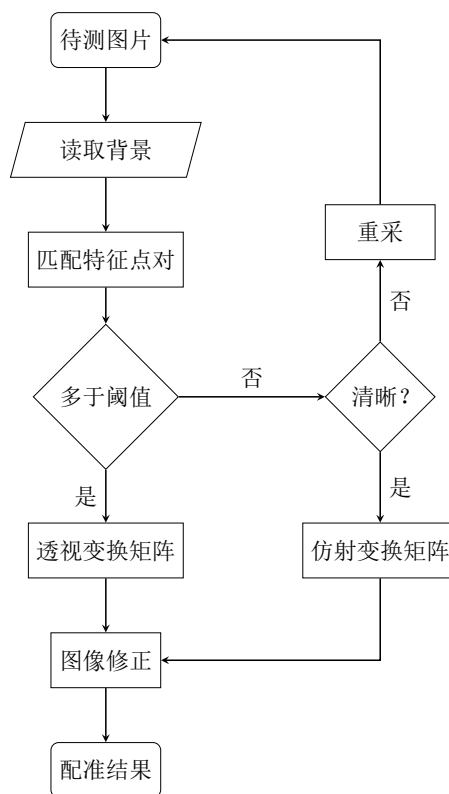 待测图片
读取背景
匹配特征点对
重采
否
多于阈值
否
清晰？
是
是
透视变换矩阵
仿射变换矩阵
图像修正
配准结果